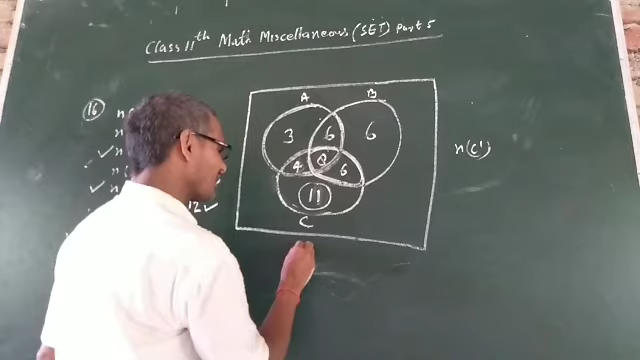 Class 11th Math Miscellaneous (SET) Part 5
A B
16 n
3 6 6
n
n(c')
n
4 8 6
n
12 ✓
11
C